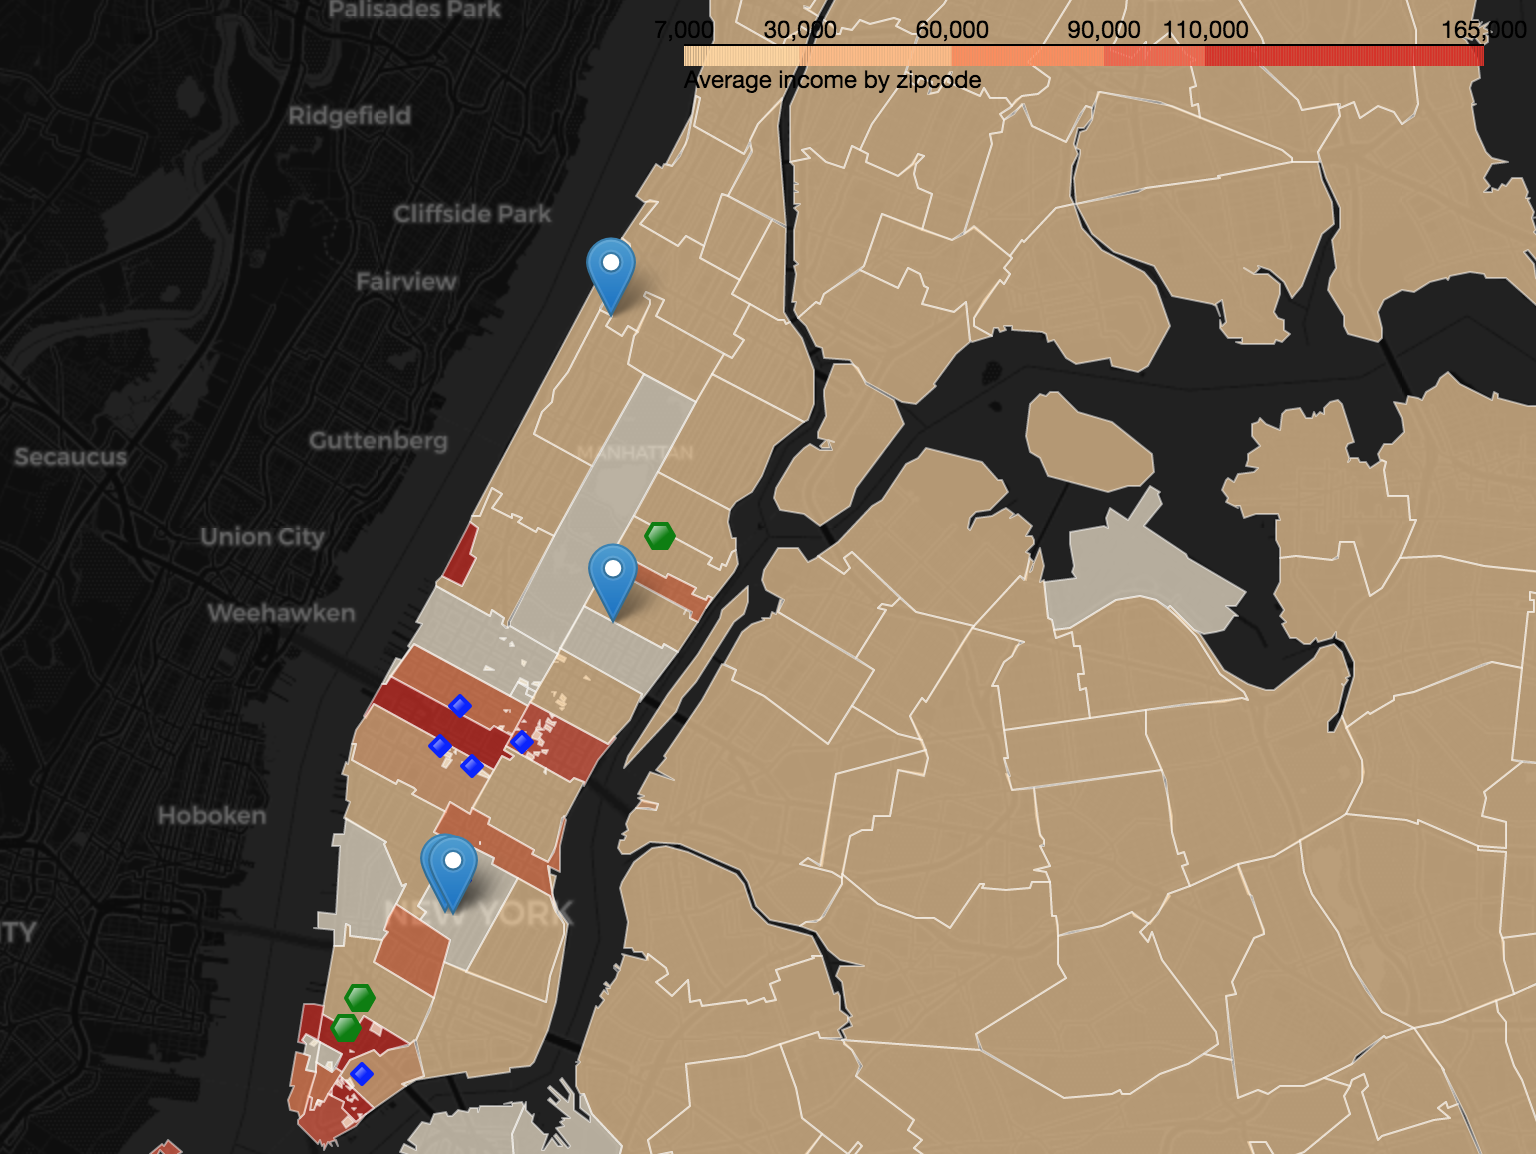 Palisades Park
7,000 30,000 60,000 90,000 110,000 165,000
Average income by zipcode
Ridgefield
Cliffside Park
Fairview
Guttenberg
MANHATTAN
Secaucus
Union City
Weehawken
Hoboken
NEW YORK
ITY